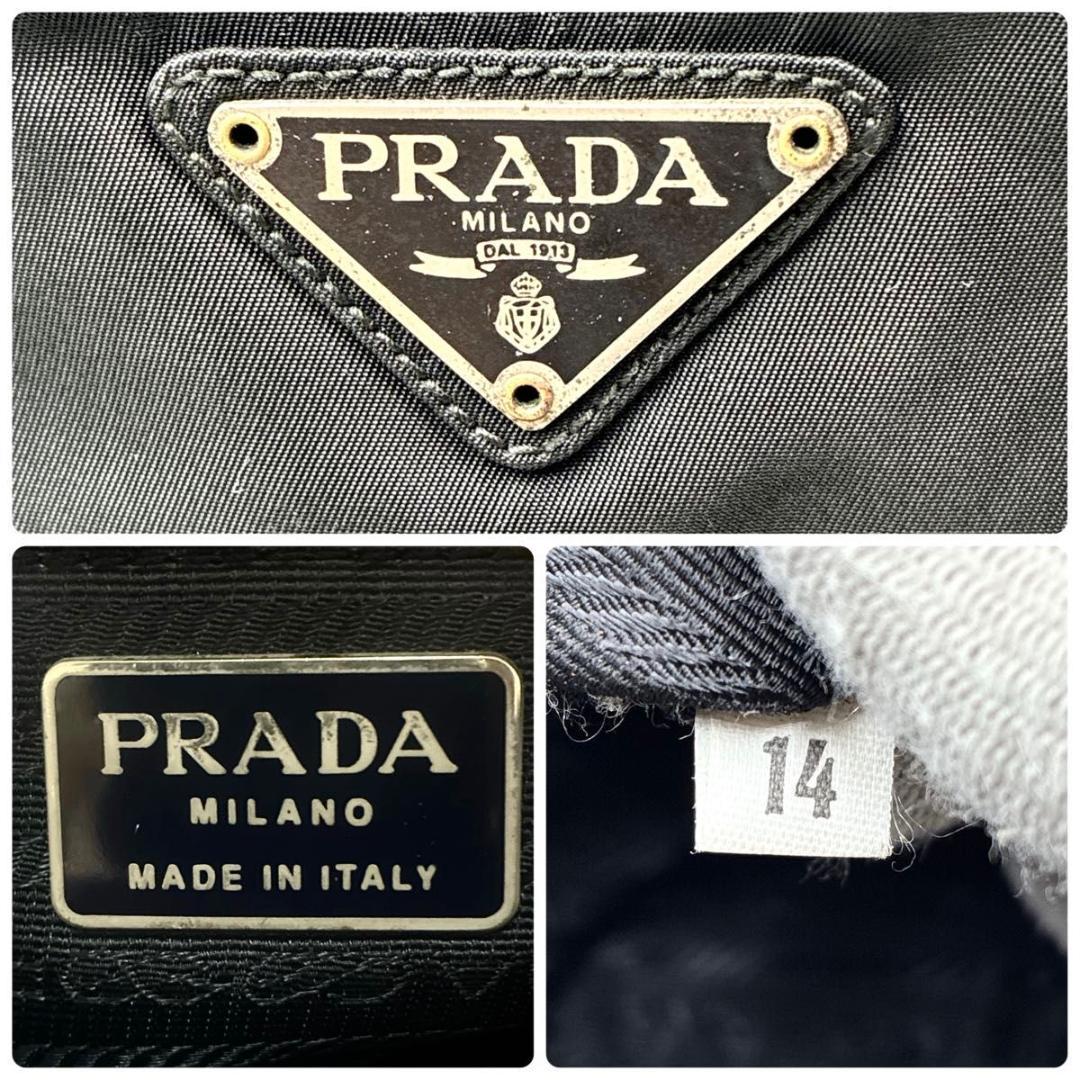 PRADA
MILANO
DAL 1913
PRADA
MILANO
MADE IN ITALY
14